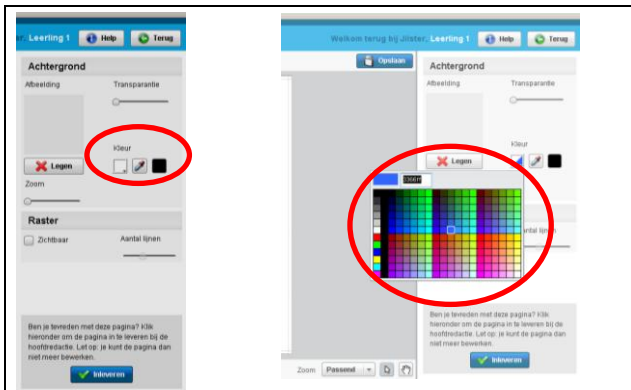 Leerling 1 Help Terug
Achtergrond
Afbeelding Transparantie
Kleur
Legen
Zoom
Raster
Zichtbaar Aantal lijnen
Ben je tevreden met deze pagina? Klik
hieronder om de pagina in te leveren bij de
hoofdredactie. Let op: je kunt de pagina dan
niet meer bewerken.
Inleveren
Welkom terug bij Jilster. Leerling 1 Help Terug
Opslaan
Achtergrond
Afbeelding Transparantie
Kleur
Legen
Aantal lijnen
Ben je tevreden met deze pagina? Klik
hieronder om de pagina in te leveren bij de
hoofdredactie. Let op: je kunt de pagina dan
niet meer bewerken.
Zoom Passend
Inleveren